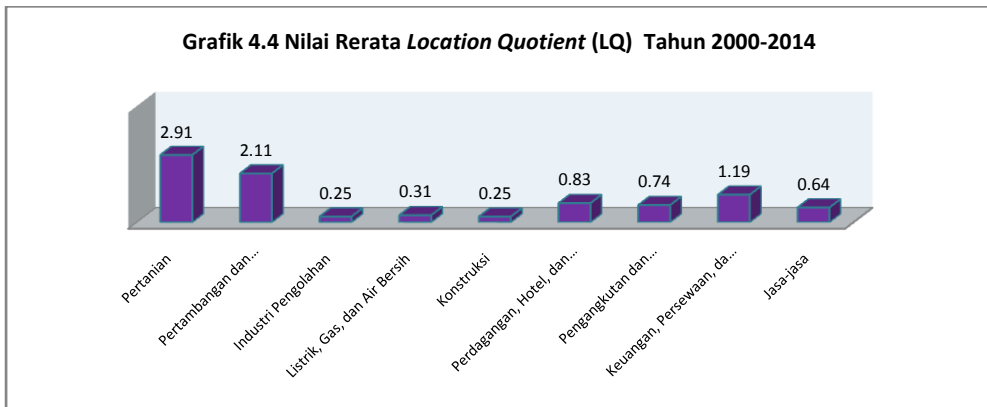 Grafik 4.4 Nilai Rerata Location Quotient (LQ) Tahun 2000-2014
2.91
2.11
0.25
0.31
0.25
0.83
0.74
1.19
0.64
Pertanian
Pertambangan dan...
Industri Pengolahan
Listrik, Gas, dan Air Bersih
Konstruksi
Perdagangan, Hotel, dan...
Pengangkutan dan...
Keuangan, Persewaan, da...
Jasa-jasa